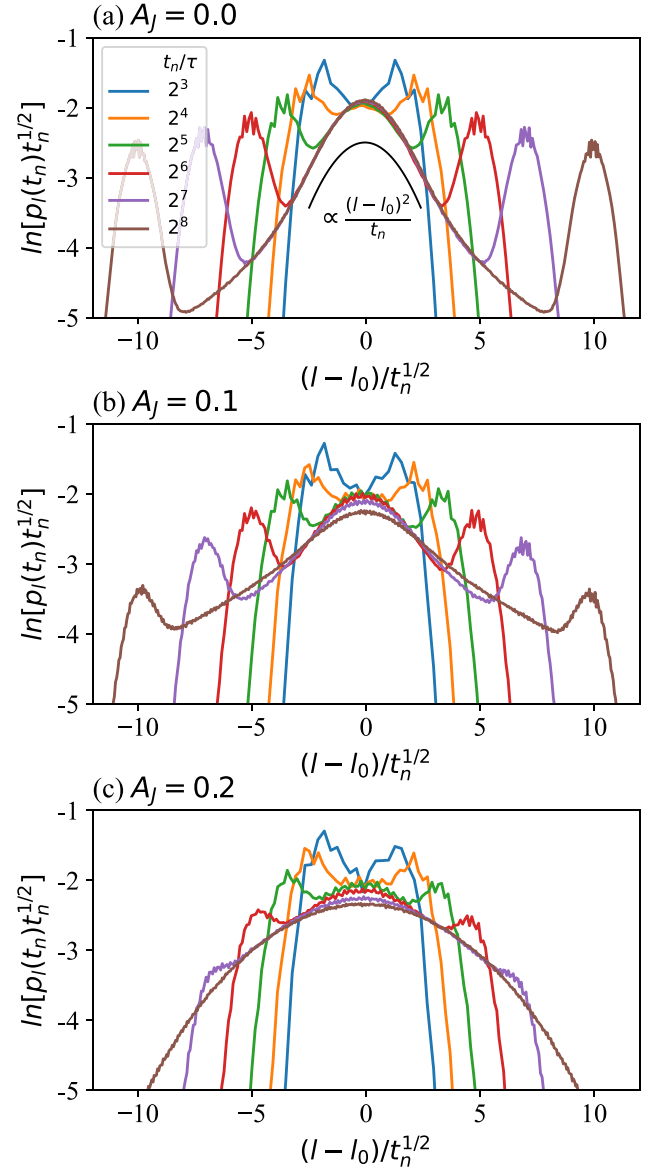 (a) A_J = 0.0
-1
-2
-3
-4
-5
ln[p_l(t_n)t_n^{1/2}]
t_n/τ
2^3
2^4
2^5
2^6
2^7
2^8
∝ (l−l_0)^2/t_n
−10 −5 0 5 10
(l − l_0)/t_n^{1/2}
(b) A_J = 0.1
-1
-2
-3
-4
-5
ln[p_l(t_n)t_n^{1/2}]
−10 −5 0 5 10
(l − l_0)/t_n^{1/2}
(c) A_J = 0.2
-1
-2
-3
-4
-5
ln[p_l(t_n)t_n^{1/2}]
−10 −5 0 5 10
(l − l_0)/t_n^{1/2}